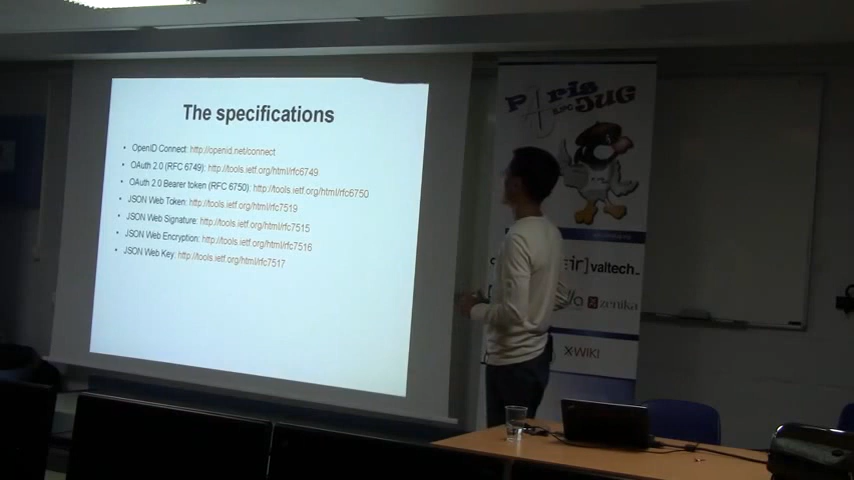 The specifications
• OpenID Connect: http://openid.net/connect
• OAuth 2.0 (RFC 6749): http://tools.ietf.org/html/rfc6749
• OAuth 2.0 Bearer token (RFC 6750): http://tools.ietf.org/html/rfc6750
• JSON Web Token: http://tools.ietf.org/html/rfc7519
• JSON Web Signature: http://tools.ietf.org/html/rfc7515
• JSON Web Encryption: http://tools.ietf.org/html/rfc7516
• JSON Web Key: http://tools.ietf.org/html/rfc7517
Paris
JUG
valtech_
zenika
XWIKI